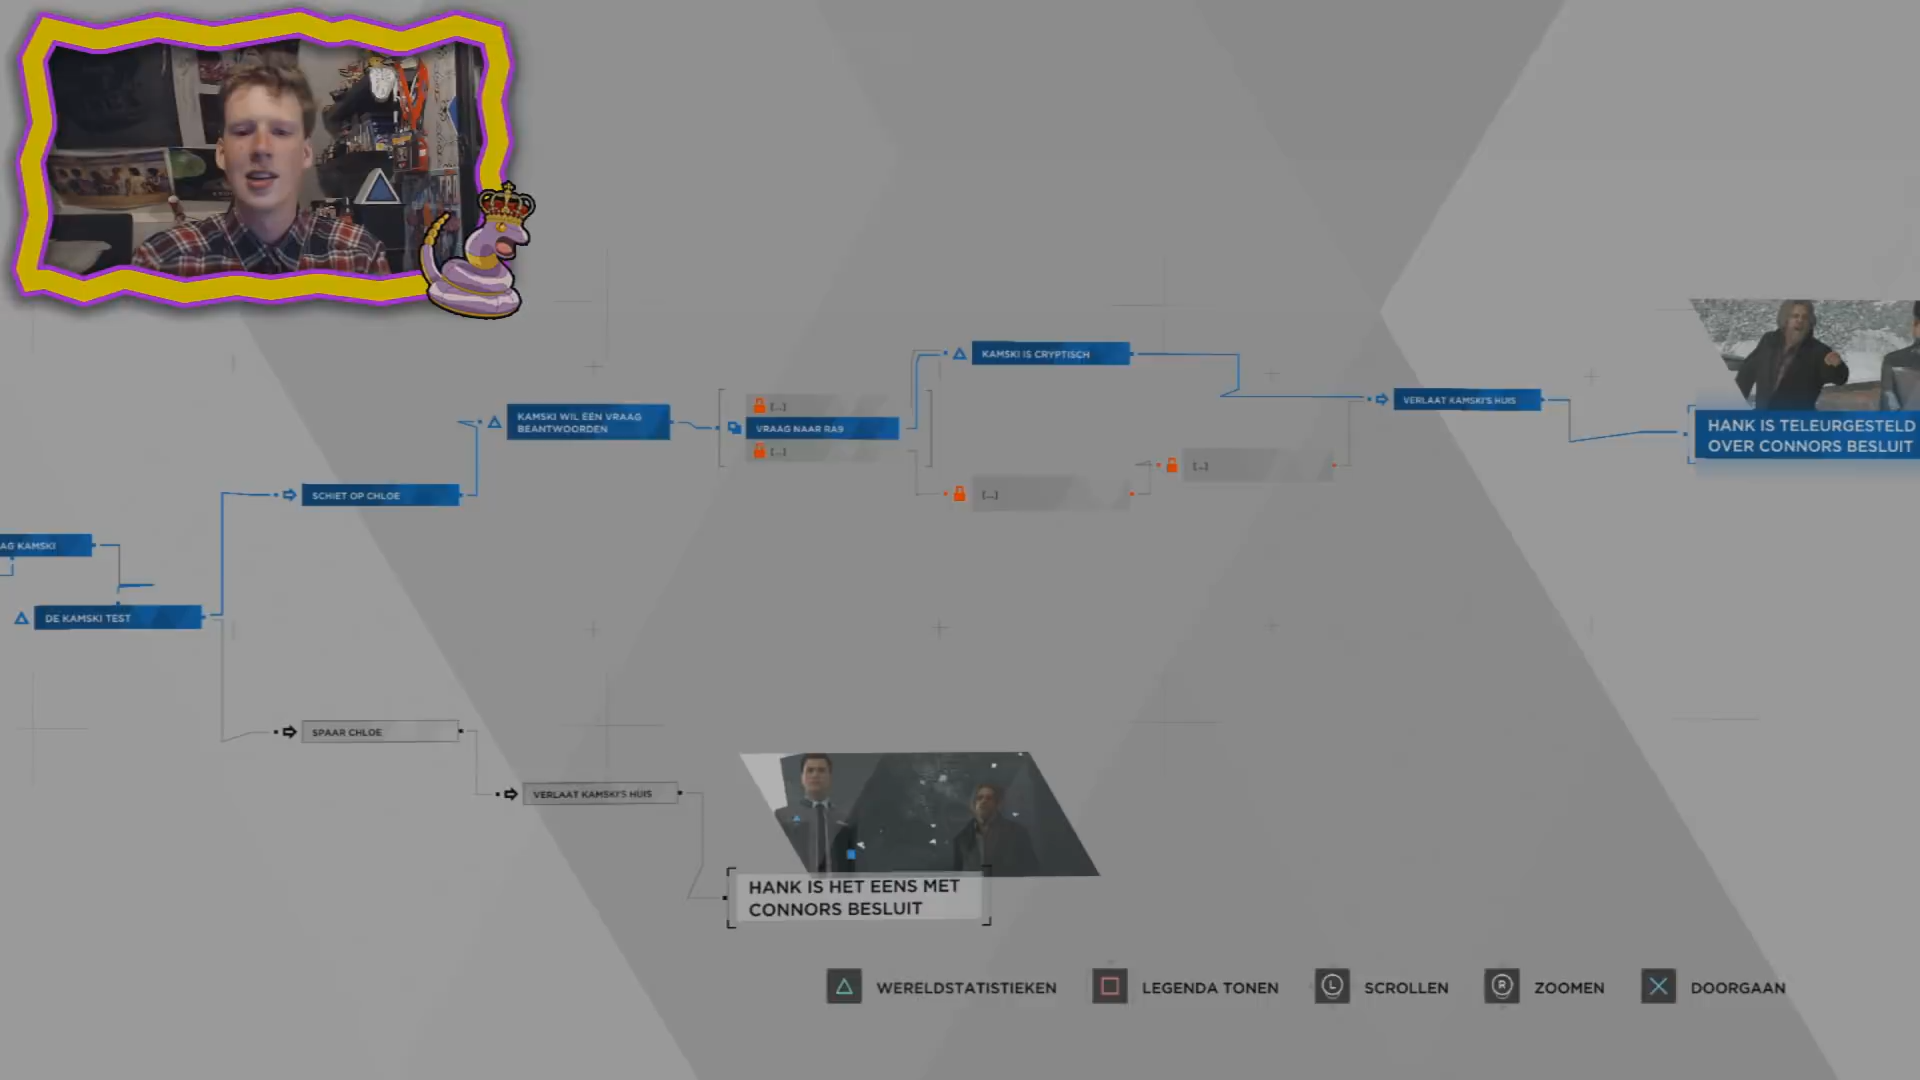 KAMSKI IS CRYPTISCH
VERLAAT KAMSKI'S HUIS
HANK IS TELEURGESTELD
OVER CONNORS BESLUIT
KAMSKI WIL EEN VRAAG
BEANTWOORDEN
[...]
VRAAG NAAR RA9
[...]
[...]
[...]
SCHIET OP CHLOE
AG KAMSKI
DE KAMSKI TEST
SPAAR CHLOE
VERLAAT KAMSKI'S HUIS
HANK IS HET EENS MET
CONNORS BESLUIT
WERELDSTATISTIEKEN
LEGENDA TONEN
L SCROLLEN
R ZOOMEN
DOORGAAN